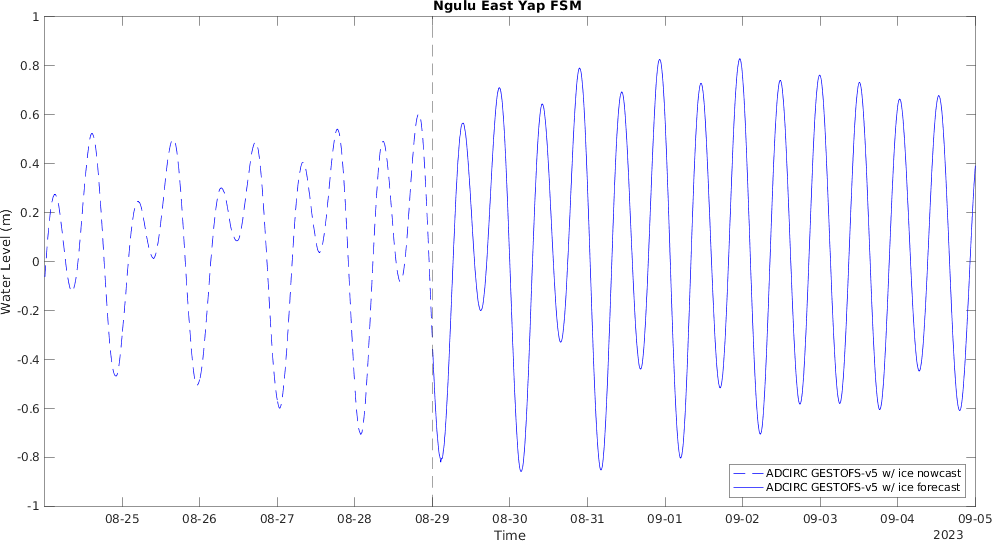 Ngulu East Yap FSM
1
0.8
0.6
0.4
0.2
0
-0.2
-0.4
-0.6
-0.8
-1
Water Level (m)
08-25 08-26 08-27 08-28 08-29 08-30 08-31 09-01 09-02 09-03 09-04 09-05
Time
2023
ADCIRC GESTOFS-v5 w/ ice nowcast
ADCIRC GESTOFS-v5 w/ ice forecast